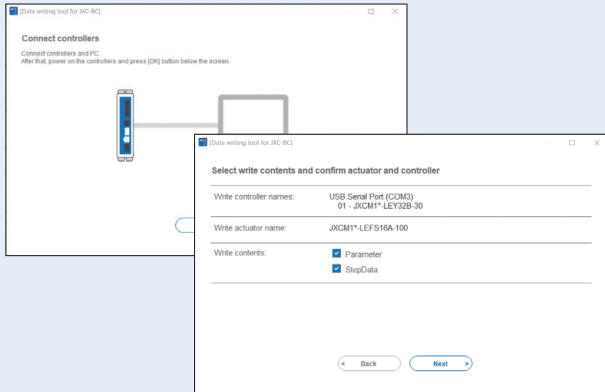 [Data writing tool for JXC-BC]
Connect controllers
Connect controllers and PC.
After that, power on the controllers and press [OK] button below the screen.
[Data writing tool for JXC-BC]
Select write contents and confirm actuator and controller
Write controller names:
USB Serial Port (COM3)
01 - JXCM1*-LEY32B-30
Write actuator name:
JXCM1*-LEFS16A-100
Write contents:
Parameter
StepData
Back
Next